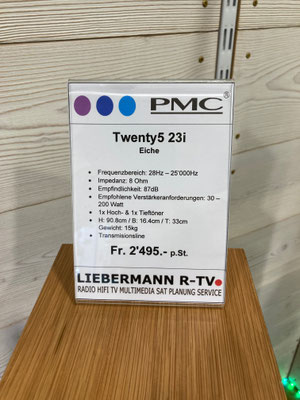 PMC®
Twenty5 23i
Eiche
• Frequenzbereich: 28Hz – 25'000Hz
• Impedanz: 8 Ohm
• Empfindlichkeit: 87dB
• Empfohlene Verstärkeranforderungen: 30 –
200 Watt
• 1x Hoch- & 1x Tieftöner
• H: 90.8cm / B: 16.4cm / T: 33cm
Gewicht: 15kg
• Transmisionsline
Fr. 2'495.- p.St.
LIEBERMANN R-TV
RADIO HIFI TV MULTIMEDIA SAT PLANUNG SERVICE